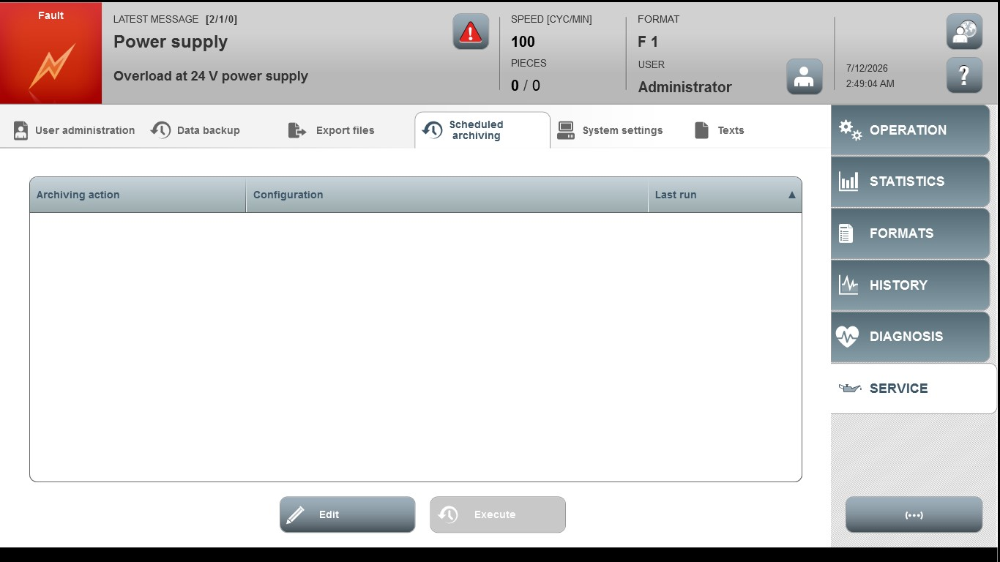 Fault
LATEST MESSAGE [2/1/0]
Power supply
Overload at 24 V power supply
SPEED [CYC/MIN]
100
PIECES
0 / 0
FORMAT
F 1
USER
Administrator
7/12/2026
2:49:04 AM
?
User administration
Data backup
Export files
Scheduled
archiving
System settings
Texts
Archiving action
Configuration
Last run
▲
Edit
Execute
OPERATION
STATISTICS
FORMATS
HISTORY
DIAGNOSIS
SERVICE
(•••)